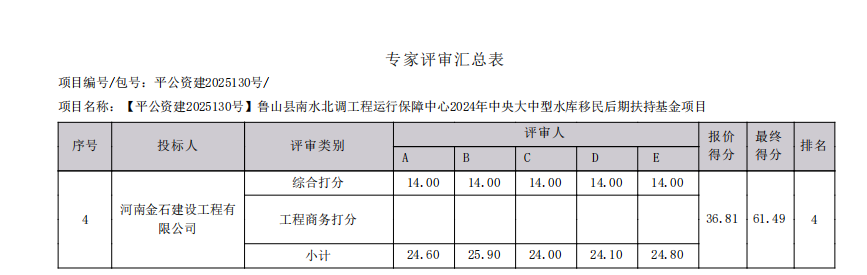 专家评审汇总表
项目编号/包号：平公资建2025130号/
项目名称：【平公资建2025130号】鲁山县南水北调工程运行保障中心2024年中央大中型水库移民后期扶持基金项目
序号 投标人 评审类别 评审人 报价得分 最终得分 排名
A B C D E
综合打分 14.00 14.00 14.00 14.00 14.00
4 河南金石建设工程有限公司 工程商务打分 36.81 61.49 4
小计 24.60 25.90 24.00 24.10 24.80